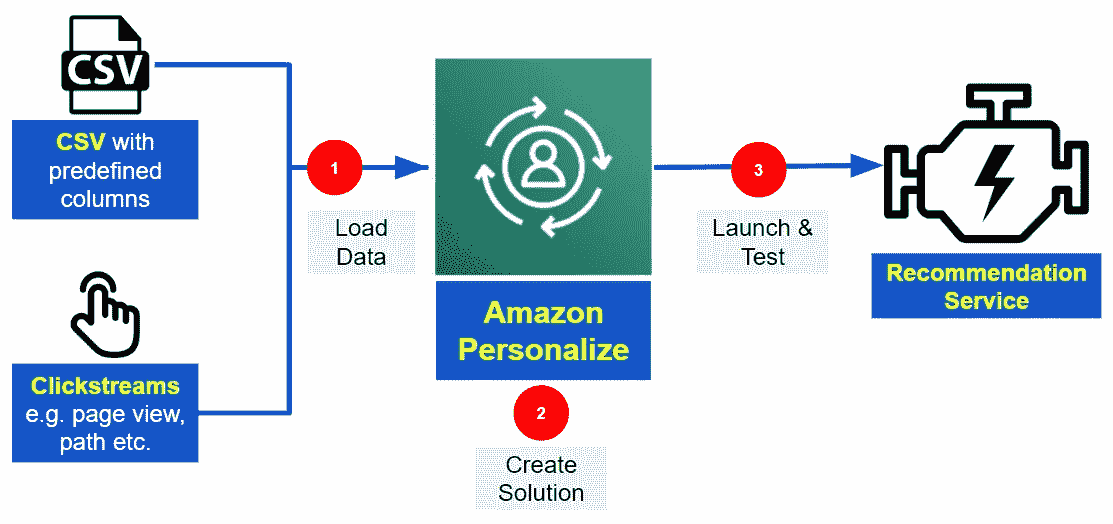 CSV
CSV with
predefined
columns
Clickstreams
e.g. page view,
path etc.
1
Load
Data
Amazon
Personalize
2
Create
Solution
3
Launch &
Test
Recommendation
Service